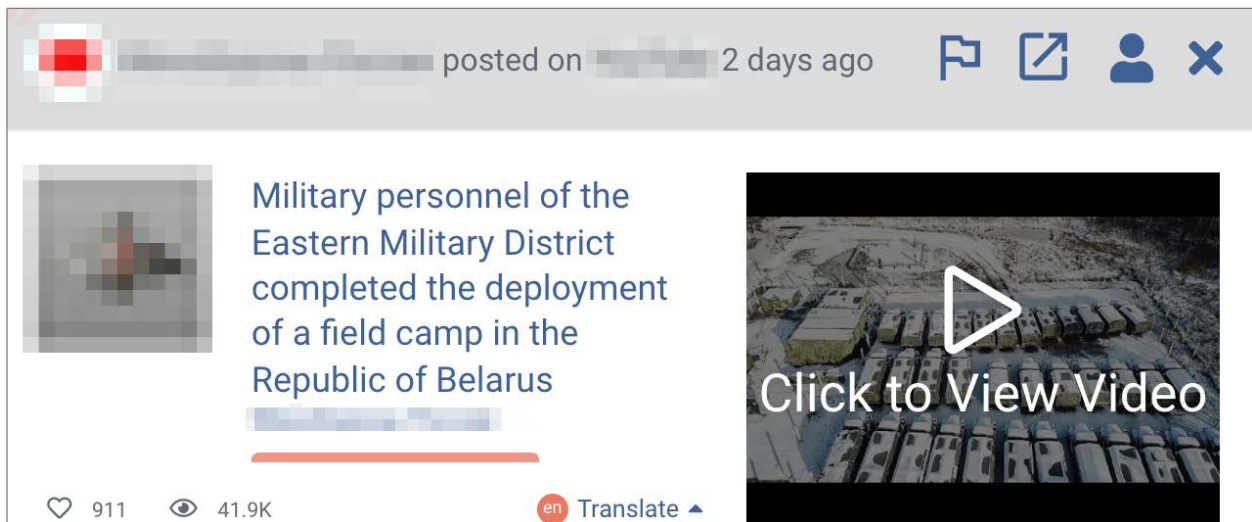 posted on 2 days ago
Military personnel of the
Eastern Military District
completed the deployment
of a field camp in the
Republic of Belarus
Click to View Video
911 41.9K en Translate